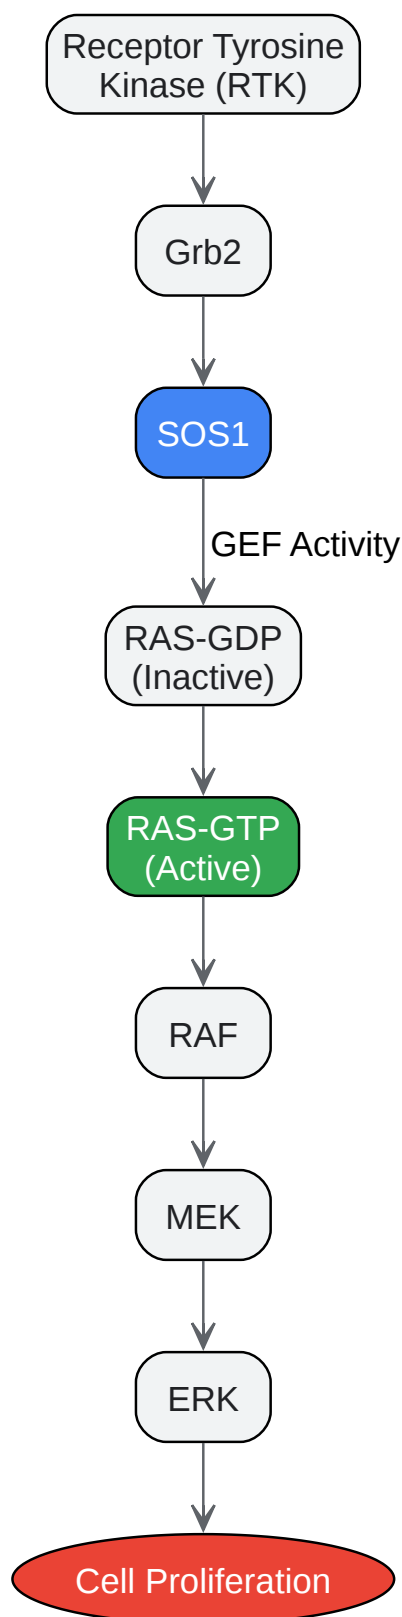 Receptor Tyrosine
Kinase (RTK)
Grb2
SOS1
GEF Activity
RAS-GDP
(Inactive)
RAS-GTP
(Active)
RAF
MEK
ERK
Cell Proliferation